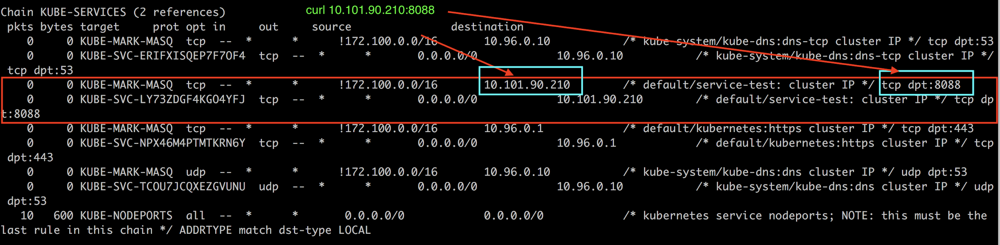 Chain KUBE-SERVICES (2 references)
curl 10.101.90.210:8088
pkts bytes target prot opt in out source destination
0 0 KUBE-MARK-MASQ tcp -- * * !172.100.0.0/16 10.96.0.10 /* kube system/kube-dns:dns-tcp cluster IP */ tcp dpt:53
0 0 KUBE-SVC-ERIFXISQEP7F7OF4 tcp -- * * 0.0.0.0/0 10.96.0.10 /* kube-system/kube-dns:dns-tcp cluster IP */
tcp dpt:53
0 0 KUBE-MARK-MASQ tcp -- * * !172.100.0.0/16 10.101.90.210 /* default/service-test: cluster IP */ tcp dpt:8088
0 0 KUBE-SVC-LY73ZDGF4KGO4YFJ tcp -- * * 0.0.0.0/0 10.101.90.210 /* default/service-test: cluster IP */ tcp dp
t:8088
0 0 KUBE-MARK-MASQ tcp -- * * !172.100.0.0/16 10.96.0.1 /* default/kubernetes:https cluster IP */ tcp dpt:443
0 0 KUBE-SVC-NPX46M4PTMTKRN6Y tcp -- * * 0.0.0.0/0 10.96.0.1 /* default/kubernetes:https cluster IP */ tcp
dpt:443
0 0 KUBE-MARK-MASQ udp -- * * !172.100.0.0/16 10.96.0.10 /* kube-system/kube-dns:dns cluster IP */ udp dpt:53
0 0 KUBE-SVC-TCOU7JCQXEZGVUNU udp -- * * 0.0.0.0/0 10.96.0.10 /* kube-system/kube-dns:dns cluster IP */ udp
dpt:53
10 600 KUBE-NODEPORTS all -- * * 0.0.0.0/0 0.0.0.0/0 /* kubernetes service nodeports; NOTE: this must be the
last rule in this chain */ ADDRTYPE match dst-type LOCAL